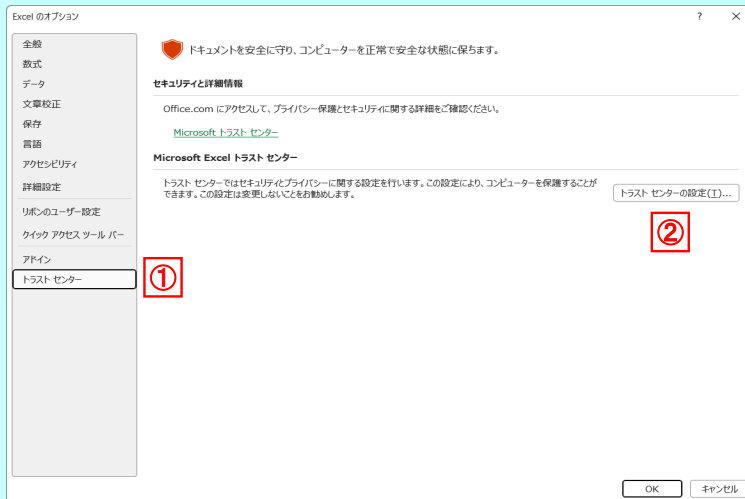 Excel のオプション
? ×
全般
数式
データ
文章校正
保存
言語
アクセシビリティ
詳細設定
リボンのユーザー設定
クイック アクセス ツール バー
アドイン
トラスト センター
①
ドキュメントを安全に守り、コンピューターを正常で安全な状態に保ちます。
セキュリティと詳細情報
Office.com にアクセスして、プライバシー保護とセキュリティに関する詳細をご確認ください。
Microsoft トラスト センター
Microsoft Excel トラスト センター
トラスト センターではセキュリティとプライバシーに関する設定を行います。この設定により、コンピューターを保護することが
できます。この設定は変更しないことをお勧めします。
トラスト センターの設定(T)...
②
OK
キャンセル